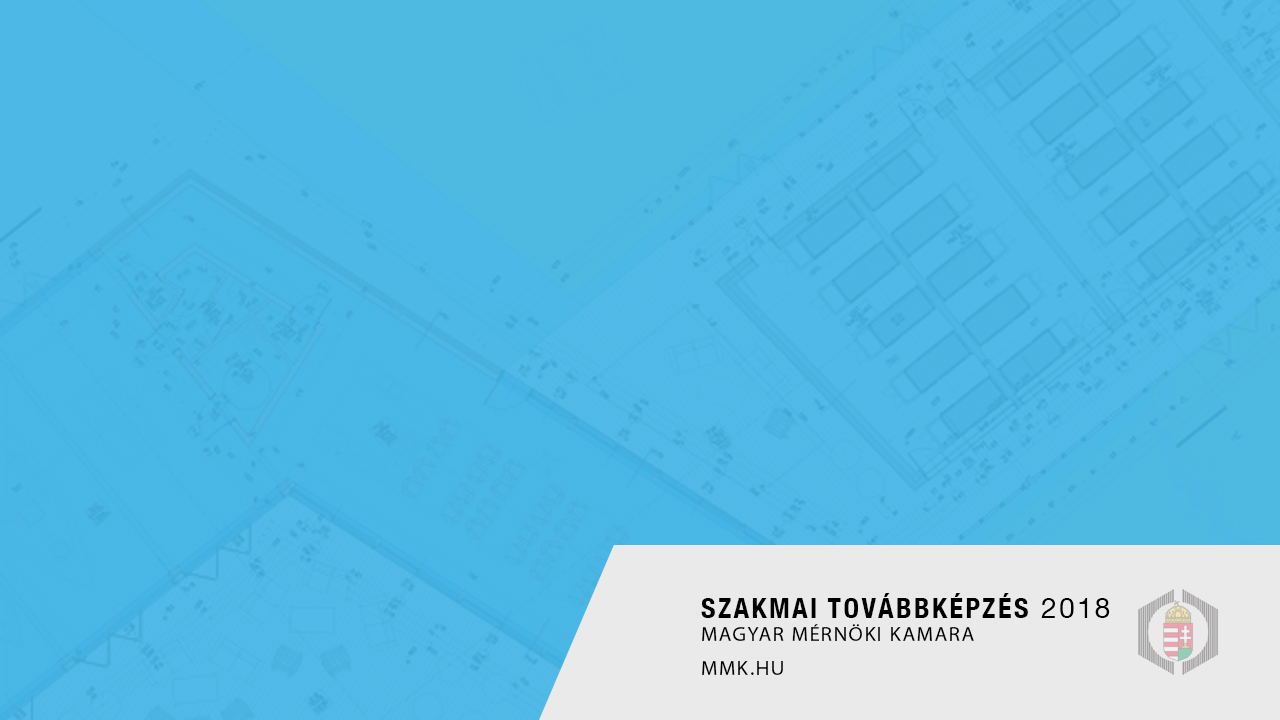 SZAKMAI TOVÁBBKÉPZÉS 2018
MAGYAR MÉRNÖKI KAMARA
MMK.HU